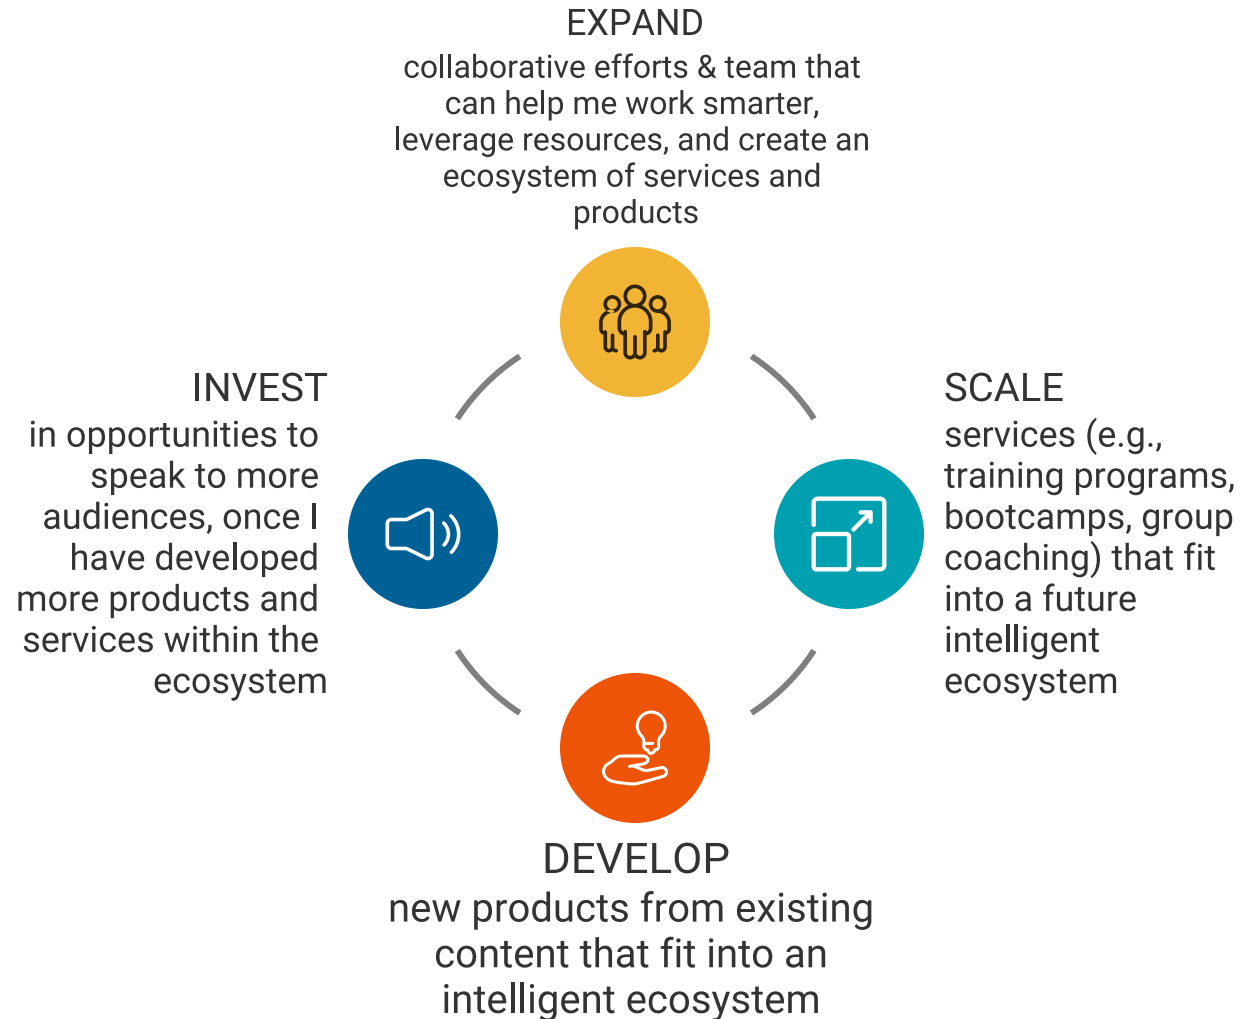 EXPAND
collaborative efforts & team that
can help me work smarter,
leverage resources, and create an
ecosystem of services and
products
INVEST
in opportunities to
speak to more
audiences, once I
have developed
more products and
services within the
ecosystem
SCALE
services (e.g.,
training programs,
bootcamps, group
coaching) that fit
into a future
intelligent
ecosystem
DEVELOP
new products from existing
content that fit into an
intelligent ecosystem